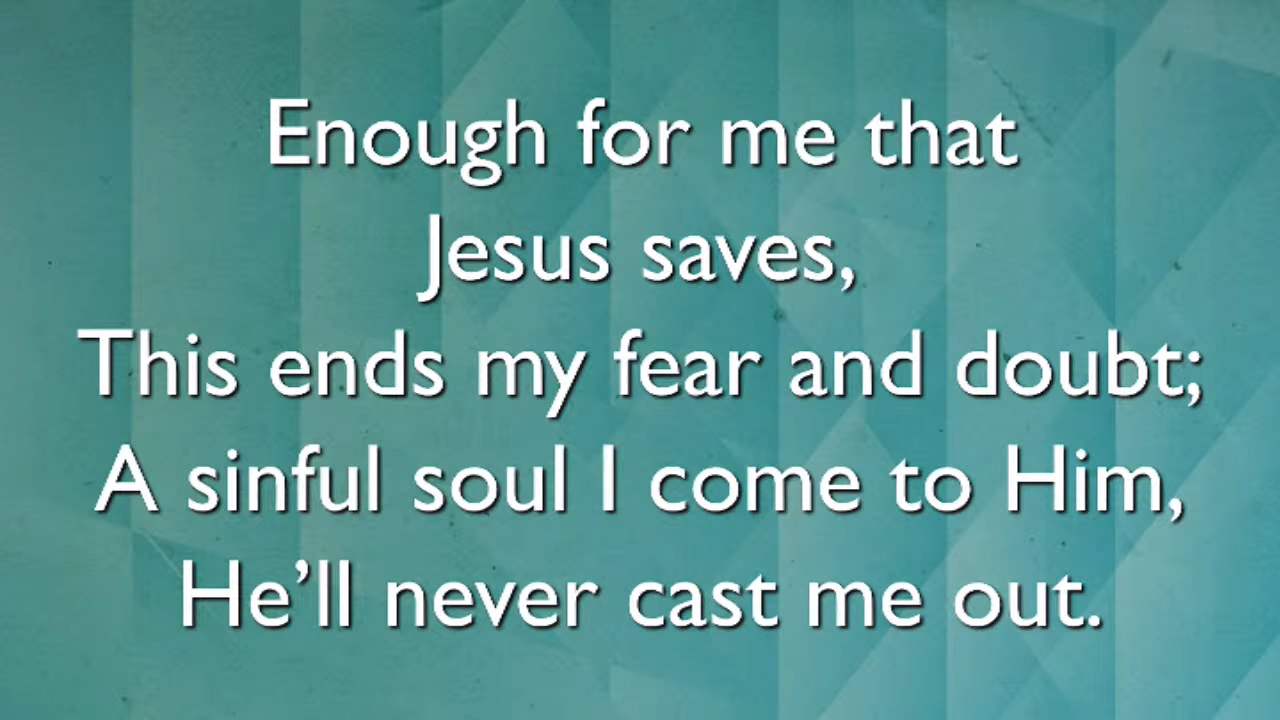 Enough for me that
Jesus saves,
This ends my fear and doubt;
A sinful soul I come to Him,
He’ll never cast me out.